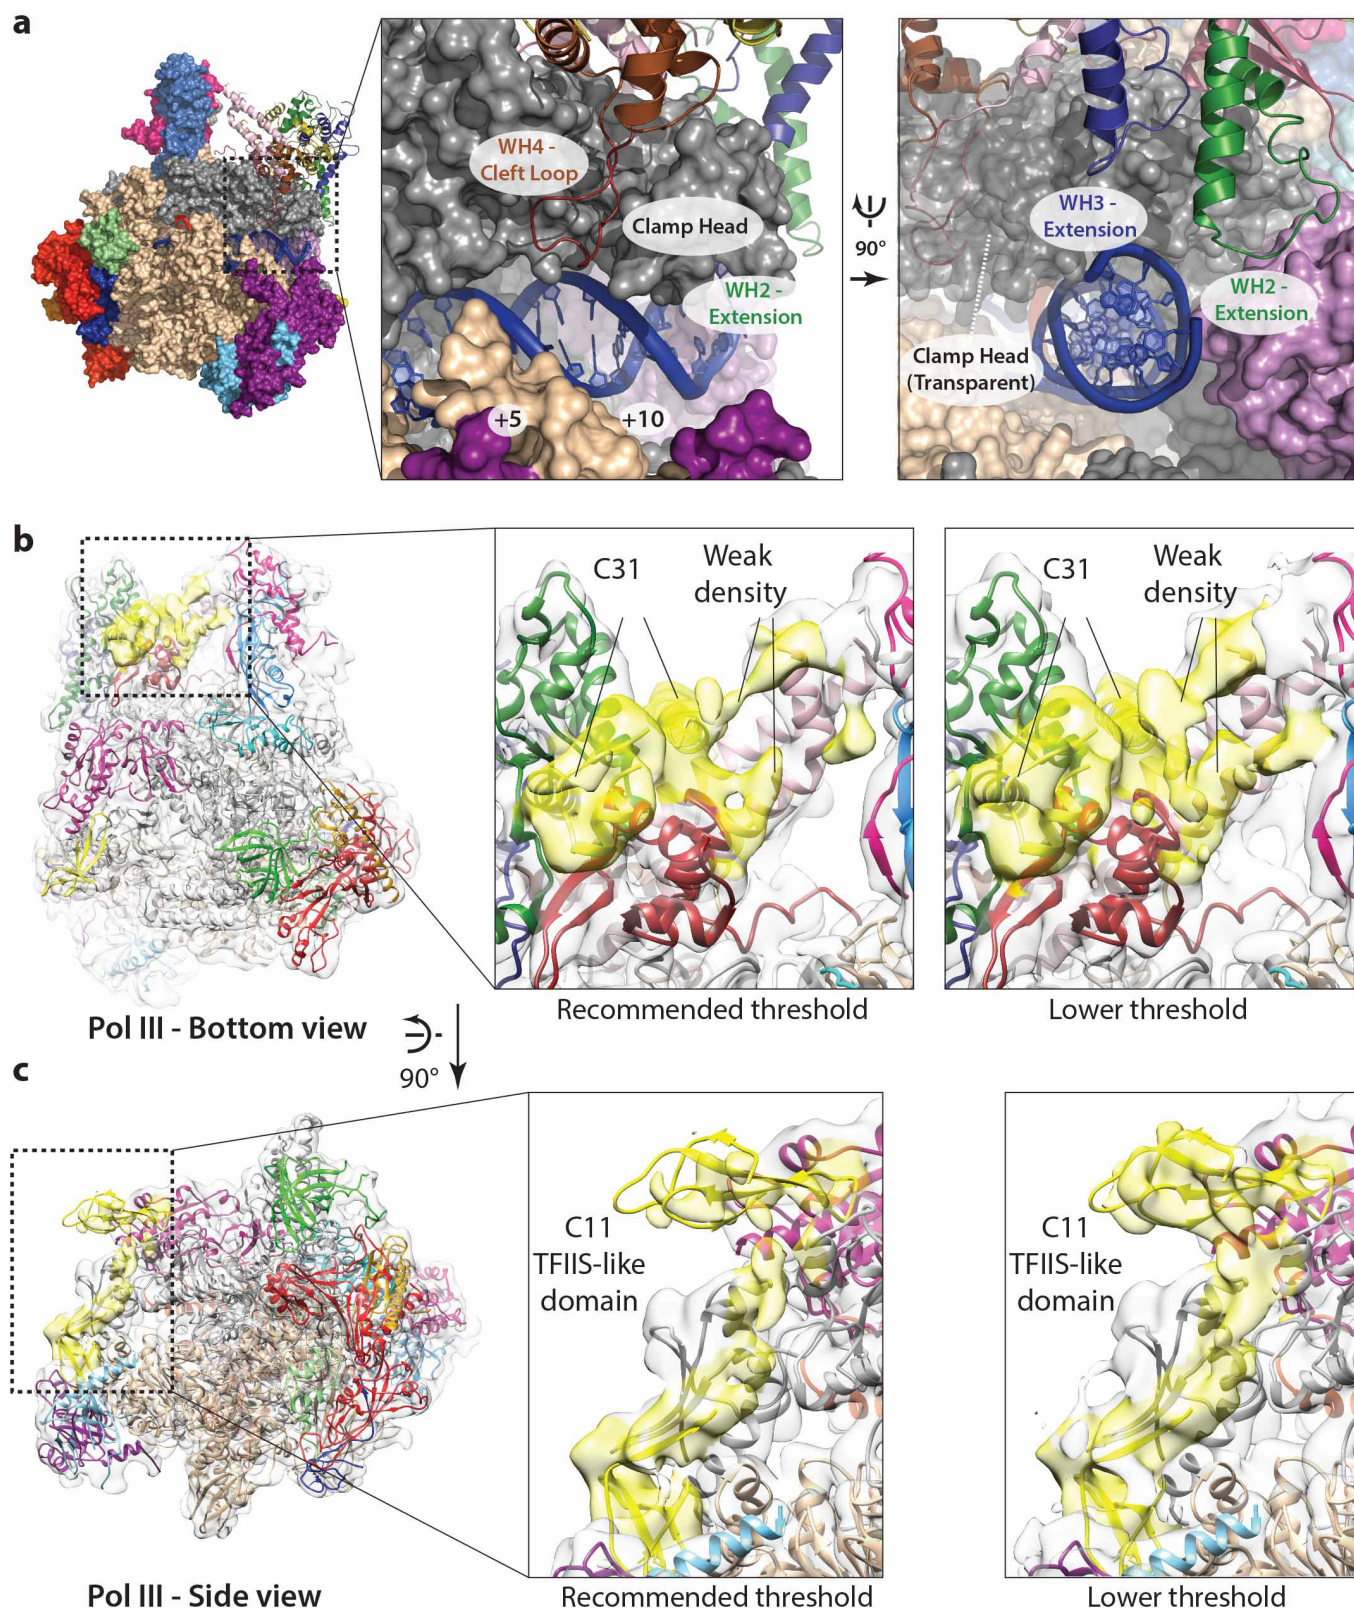 a
WH4 -
Cleft Loop
Clamp Head
WH2 -
Extension
+5
+10
90°
WH3 -
Extension
WH2 -
Extension
Clamp Head
(Transparent)
b
C31
Weak
density
C31
Weak
density
Recommended threshold
Lower threshold
Pol III - Bottom view
90°
c
C11
TFIIS-like
domain
C11
TFIIS-like
domain
Pol III - Side view
Recommended threshold
Lower threshold